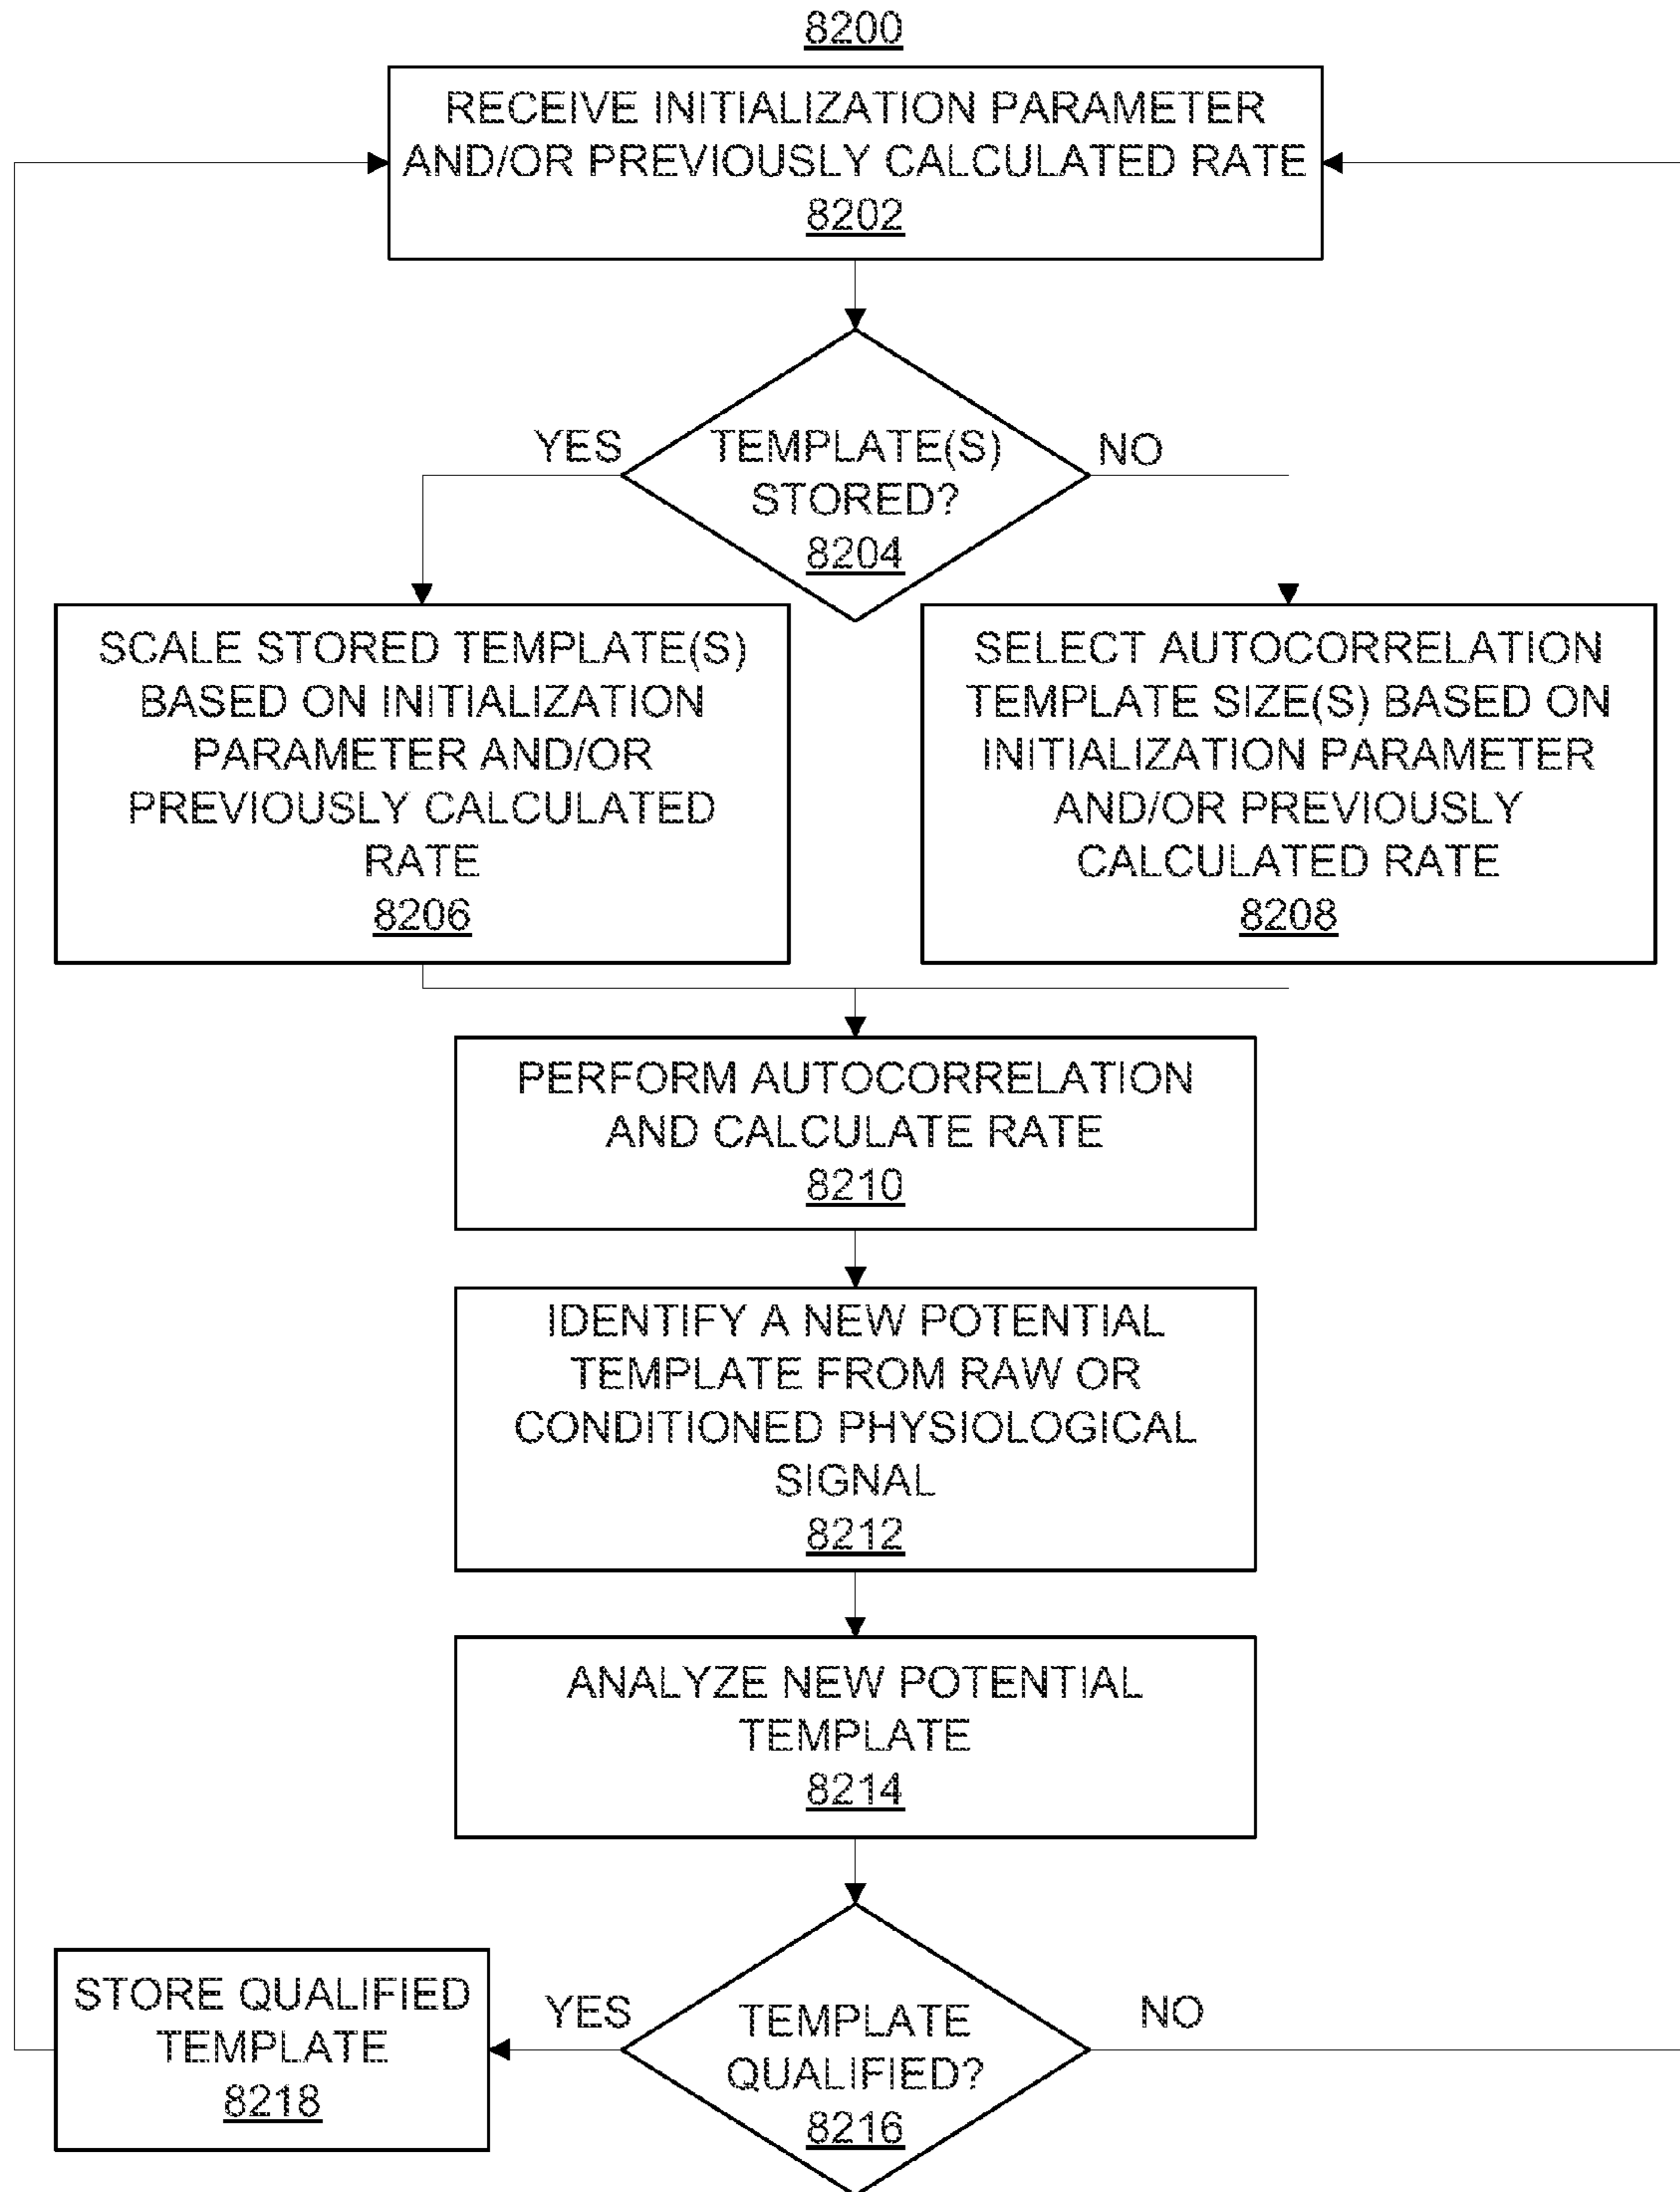 8200
RECEIVE INITIALIZATION PARAMETER
AND/OR PREVIOUSLY CALCULATED RATE
8202
YES
TEMPLATE(S)
STORED?
8204
NO
SCALE STORED TEMPLATE(S)
BASED ON INITIALIZATION
PARAMETER AND/OR
PREVIOUSLY CALCULATED
RATE
8206
SELECT AUTOCORRELATION
TEMPLATE SIZE(S) BASED ON
INITIALIZATION PARAMETER
AND/OR PREVIOUSLY
CALCULATED RATE
8208
PERFORM AUTOCORRELATION
AND CALCULATE RATE
8210
IDENTIFY A NEW POTENTIAL
TEMPLATE FROM RAW OR
CONDITIONED PHYSIOLOGICAL
SIGNAL
8212
ANALYZE NEW POTENTIAL
TEMPLATE
8214
STORE QUALIFIED
TEMPLATE
8218
YES
TEMPLATE
QUALIFIED?
8216
NO